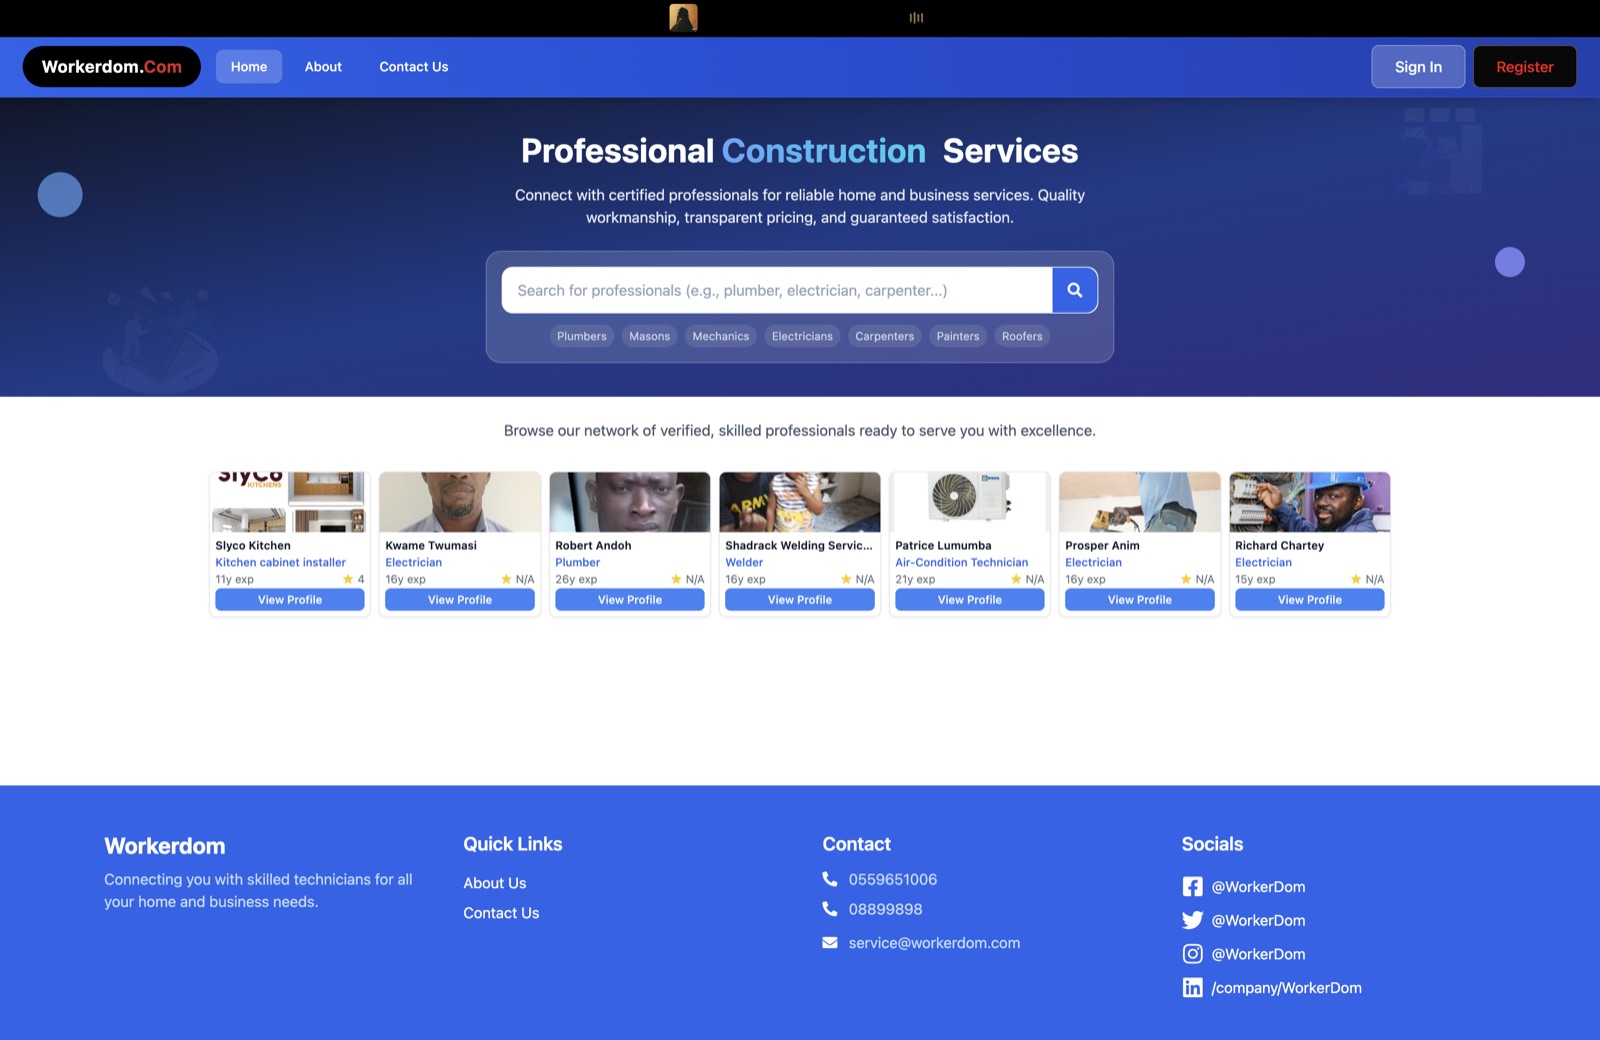 Workerdom.Com
Home
About
Contact Us
Sign In
Register
Professional Construction Services
Connect with certified professionals for reliable home and business services. Quality
workmanship, transparent pricing, and guaranteed satisfaction.
Search for professionals (e.g., plumber, electrician, carpenter...)
Plumbers
Masons
Mechanics
Electricians
Carpenters
Painters
Roofers
Browse our network of verified, skilled professionals ready to serve you with excellence.
SlyCo
KITCHENS
Slyco Kitchen
Kitchen cabinet installer
11y exp
4
View Profile
Kwame Twumasi
Electrician
16y exp
N/A
View Profile
Robert Andoh
Plumber
26y exp
N/A
View Profile
ARMY
Shadrack Welding Servic...
Welder
16y exp
N/A
View Profile
Patrice Lumumba
Air-Condition Technician
21y exp
N/A
View Profile
Prosper Anim
Electrician
16y exp
N/A
View Profile
Richard Chartey
Electrician
15y exp
N/A
View Profile
Workerdom
Connecting you with skilled technicians for all
your home and business needs.
Quick Links
About Us
Contact Us
Contact
0559651006
08899898
service@workerdom.com
Socials
@WorkerDom
@WorkerDom
@WorkerDom
/company/WorkerDom